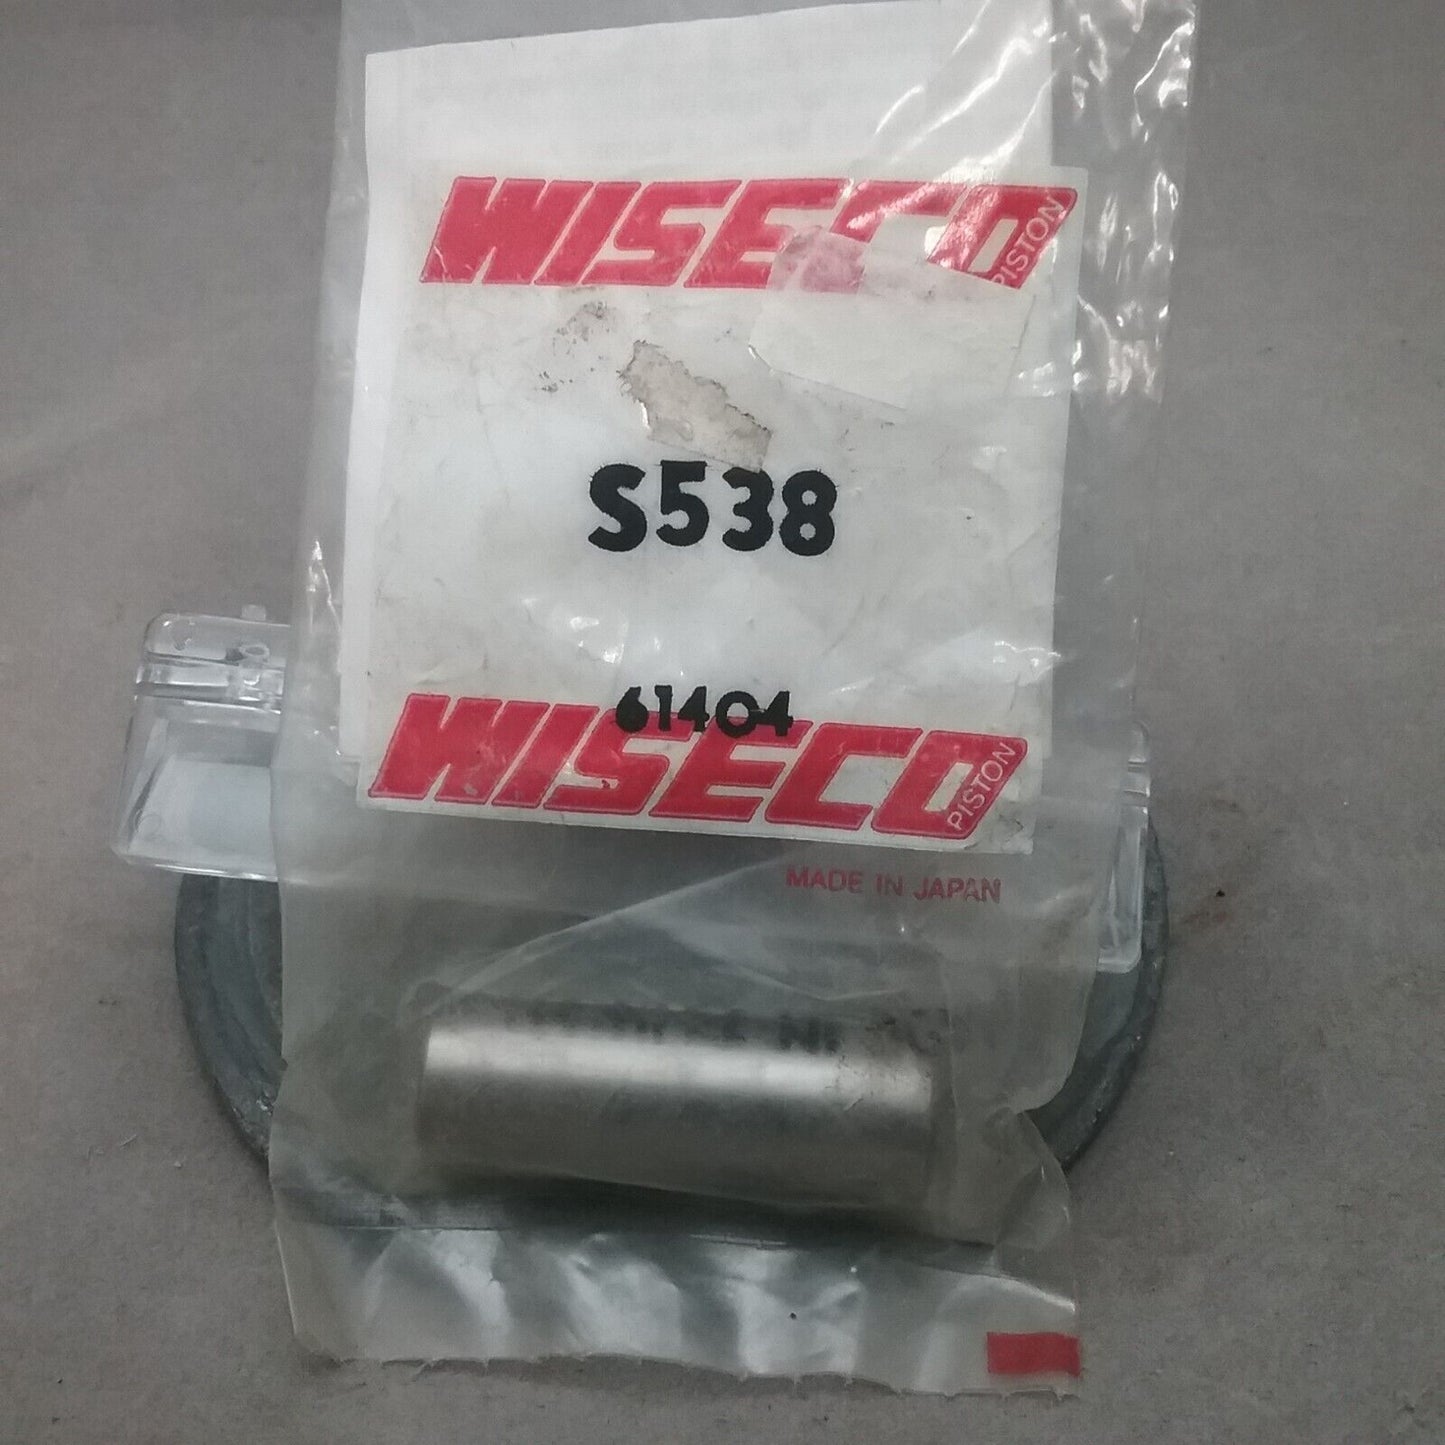 WISECO PISTON
S538
61404
WISECO PISTON
MADE IN JAPAN